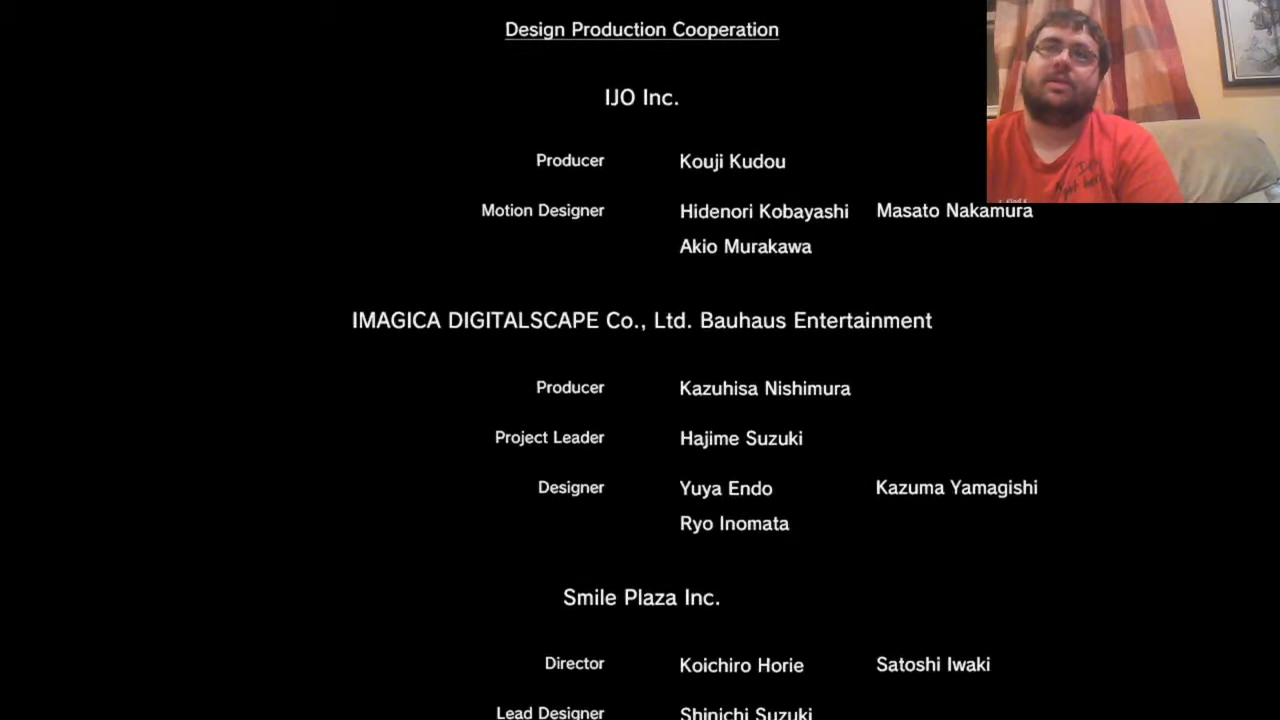 Design Production Cooperation
IJO Inc.
Producer Kouji Kudou
Motion Designer Hidenori Kobayashi Masato Nakamura
Akio Murakawa
IMAGICA DIGITALSCAPE Co., Ltd. Bauhaus Entertainment
Producer Kazuhisa Nishimura
Project Leader Hajime Suzuki
Designer Yuya Endo Kazuma Yamagishi
Ryo Inomata
Smile Plaza Inc.
Director Koichiro Horie Satoshi Iwaki
Lead Designer Shinichi Suzuki